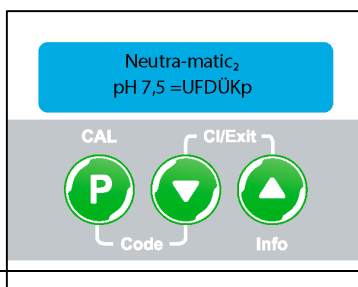 Neutra-matic₂
pH 7,5 =UFDÜKp
CAL
Cl/Exit
P
Code
Info